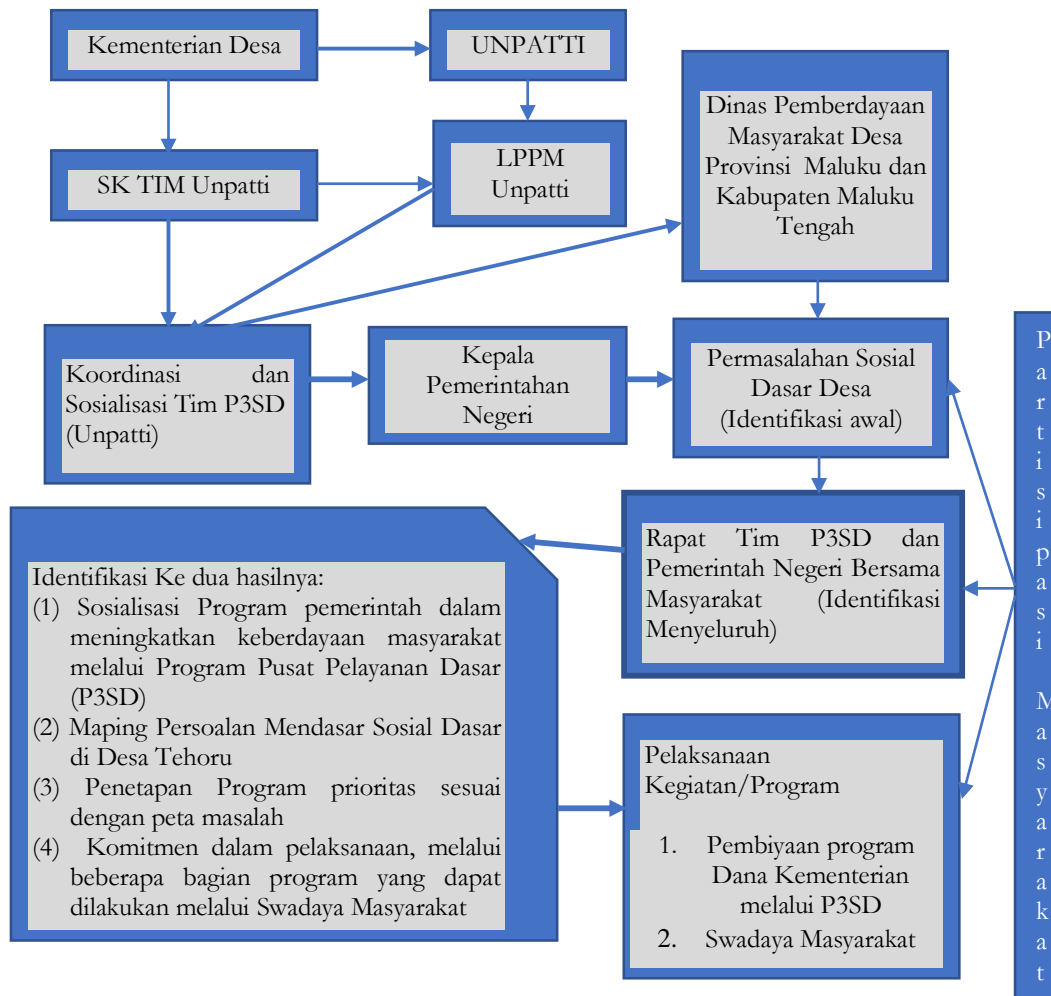 Kementerian Desa
UNPATTI
Dinas Pemberdayaan
Masyarakat Desa
Provinsi Maluku dan
Kabupaten Maluku
Tengah
SK TIM Unpatti
LPPM
Unpatti
Koordinasi dan
Sosialisasi Tim P3SD
(Unpatti)
Kepala
Pemerintahan
Negeri
Permasalahan Sosial
Dasar Desa
(Identifikasi awal)
Rapat Tim P3SD dan
Pemerintah Negeri Bersama
Masyarakat (Identifikasi
Menyeluruh)
Identifikasi Ke dua hasilnya:
(1) Sosialisasi Program pemerintah dalam
meningkatkan keberdayaan masyarakat
melalui Program Pusat Pelayanan Dasar
(P3SD)
(2) Maping Persoalan Mendasar Sosial Dasar
di Desa Tehoru
(3) Penetapan Program prioritas sesuai
dengan peta masalah
(4) Komitmen dalam pelaksanaan, melalui
beberapa bagian program yang dapat
dilakukan melalui Swadaya Masyarakat
Pelaksanaan
Kegiatan/Program
1. Pembiyaan program
Dana Kementerian
melalui P3SD
2. Swadaya Masyarakat
Partisipasi Masyarakat